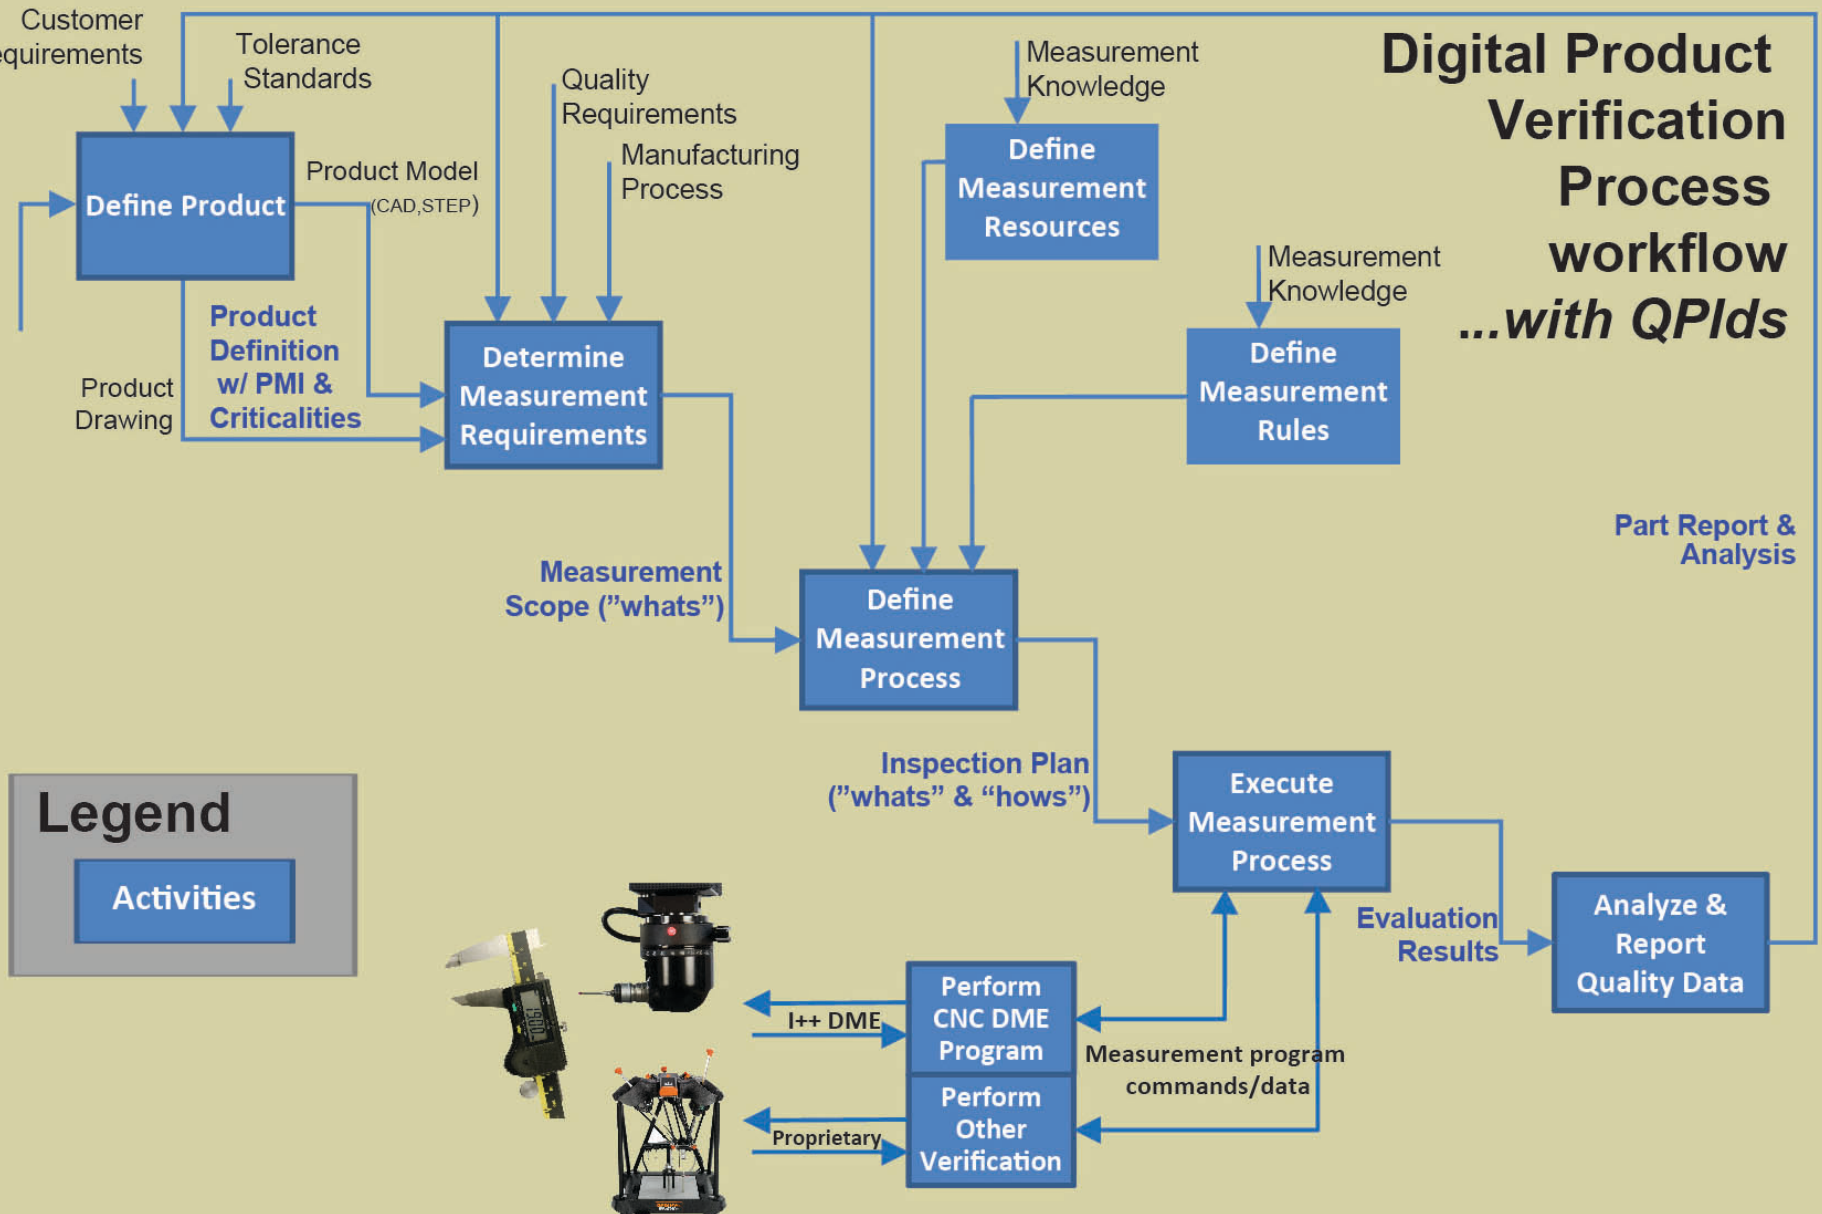 Customer
equirements
Tolerance
Standards
Quality
Requirements
Manufacturing
Process
Measurement
Knowledge
Digital Product
Verification
Process
workflow
...with QPIds
Define Product
Product Model
(CAD,STEP)
Define
Measurement
Resources
Measurement
Knowledge
Product
Definition
w/ PMI &
Criticalities
Product
Drawing
Determine
Measurement
Requirements
Define
Measurement
Rules
Part Report &
Analysis
Measurement
Scope (”whats”)
Define
Measurement
Process
Inspection Plan
(”whats” & “hows”)
Execute
Measurement
Process
Legend
Activities
Evaluation
Results
Analyze &
Report
Quality Data
Perform
CNC DME
Program
I++ DME
Measurement program
commands/data
Perform
Other
Verification
Proprietary